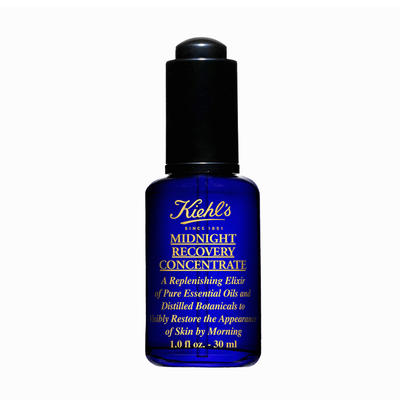 Kiehl's
SINCE 1851
MIDNIGHT
RECOVERY
CONCENTRATE
A Replenishing Elixir
of Pure Essential Oils and
Distilled Botanicals to
Visibly Restore the Appearance
of Skin by Morning
1.0 fl. oz. - 30 ml